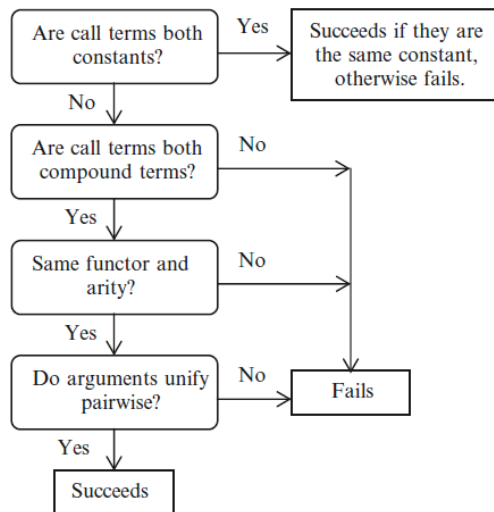 Are call terms both
constants?
Yes
Succeeds if they are
the same constant,
otherwise fails.
No
Are call terms both
compound terms?
No
Yes
Same functor and
arity?
No
Yes
Do arguments unify
pairwise?
No
Fails
Yes
Succeeds